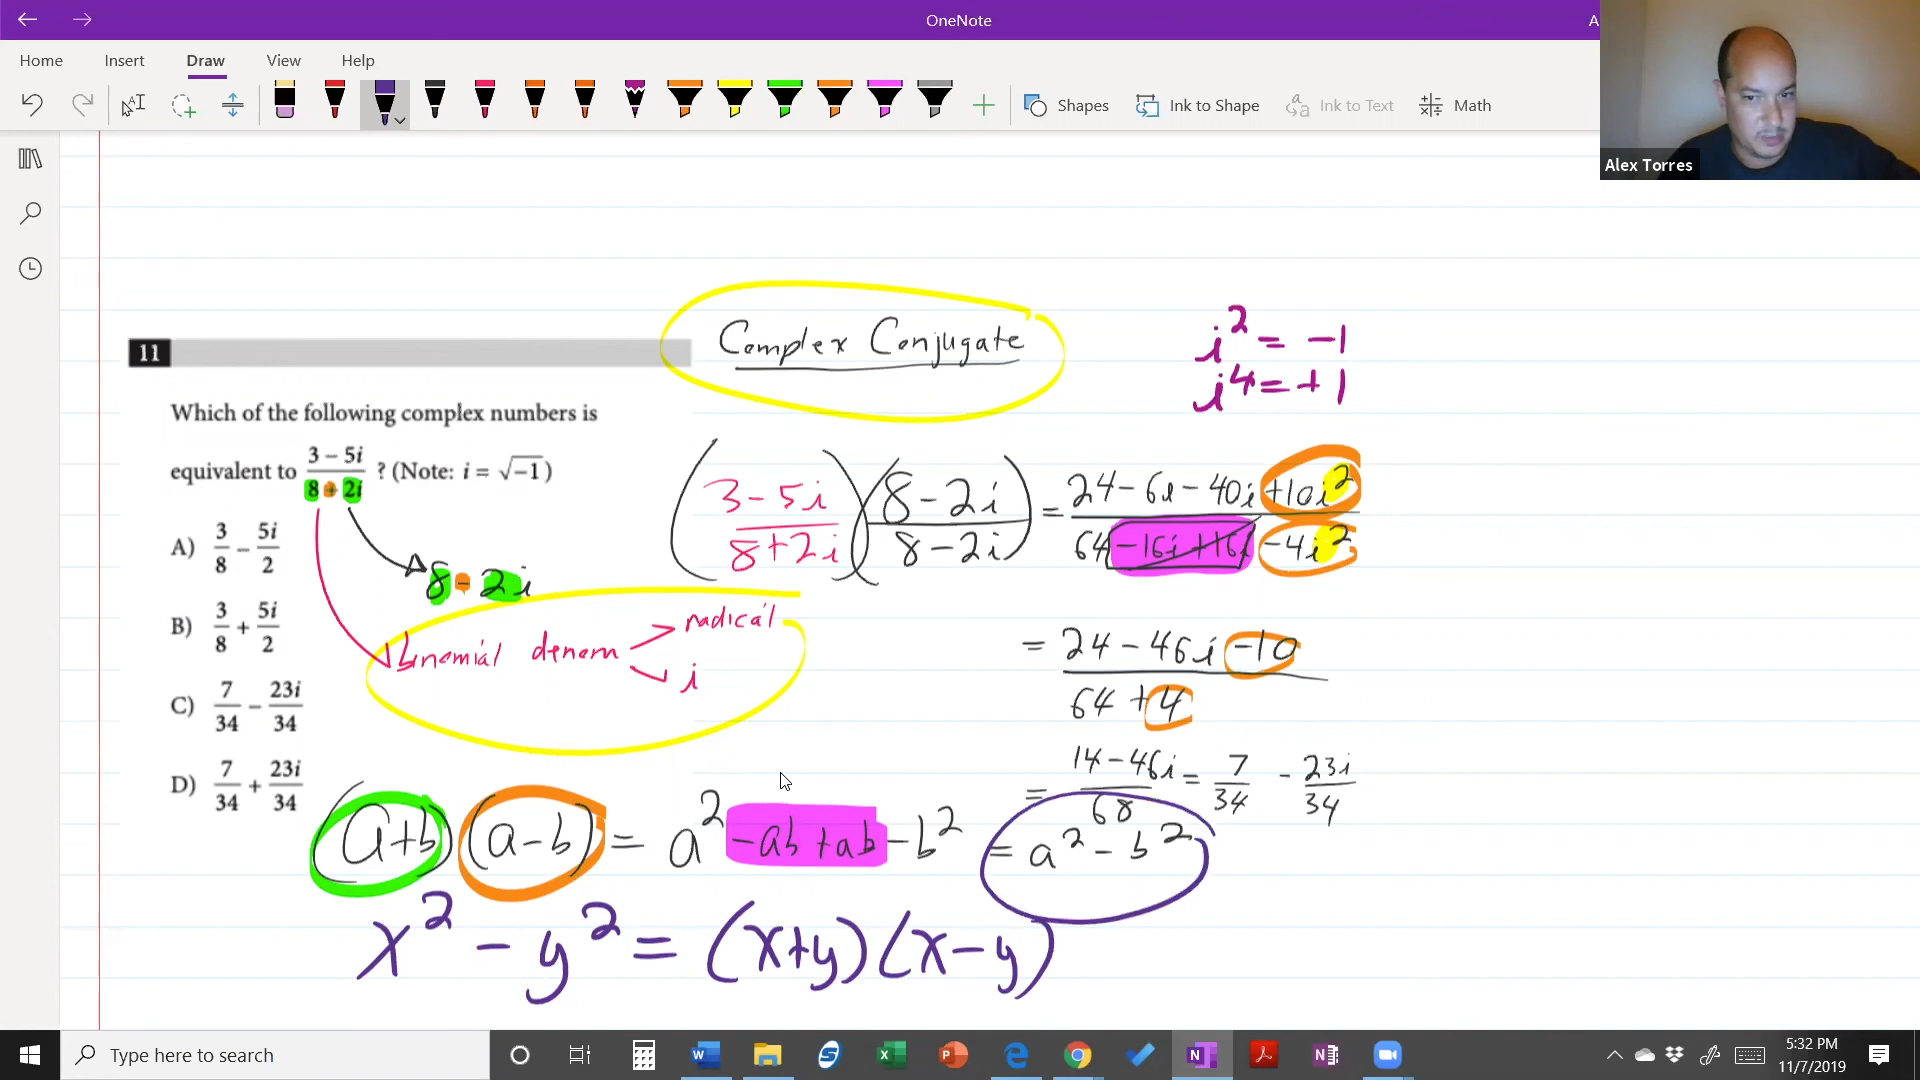 OneNote
A
Home Insert Draw View Help
Shapes Ink to Shape Ink to Text Math
Alex Torres
Complex Conjugate
i² = -1
i⁴ = +1
11
Which of the following complex numbers is
equivalent to (3 − 5i)/(8 + 2i) ? (Note: i = √−1)
A) 3/8 − 5i/2
B) 3/8 + 5i/2
C) 7/34 − 23i/34
D) 7/34 + 23i/34
8 - 2i
binomial denom
radical
i
((3 - 5i)/(8 + 2i))((8 - 2i)/(8 - 2i)) = (24 - 6i - 40i + 10i²)/(64 - 16i + 16i - 4i²)
= (24 - 46i - 10)/(64 + 4)
= (14 - 46i)/68 = 7/34 - 23i/34
(a+b)(a-b) = a² - ab + ab - b² = a² - b²
x² - y² = (x+y)(x-y)
Type here to search
5:32 PM
11/7/2019